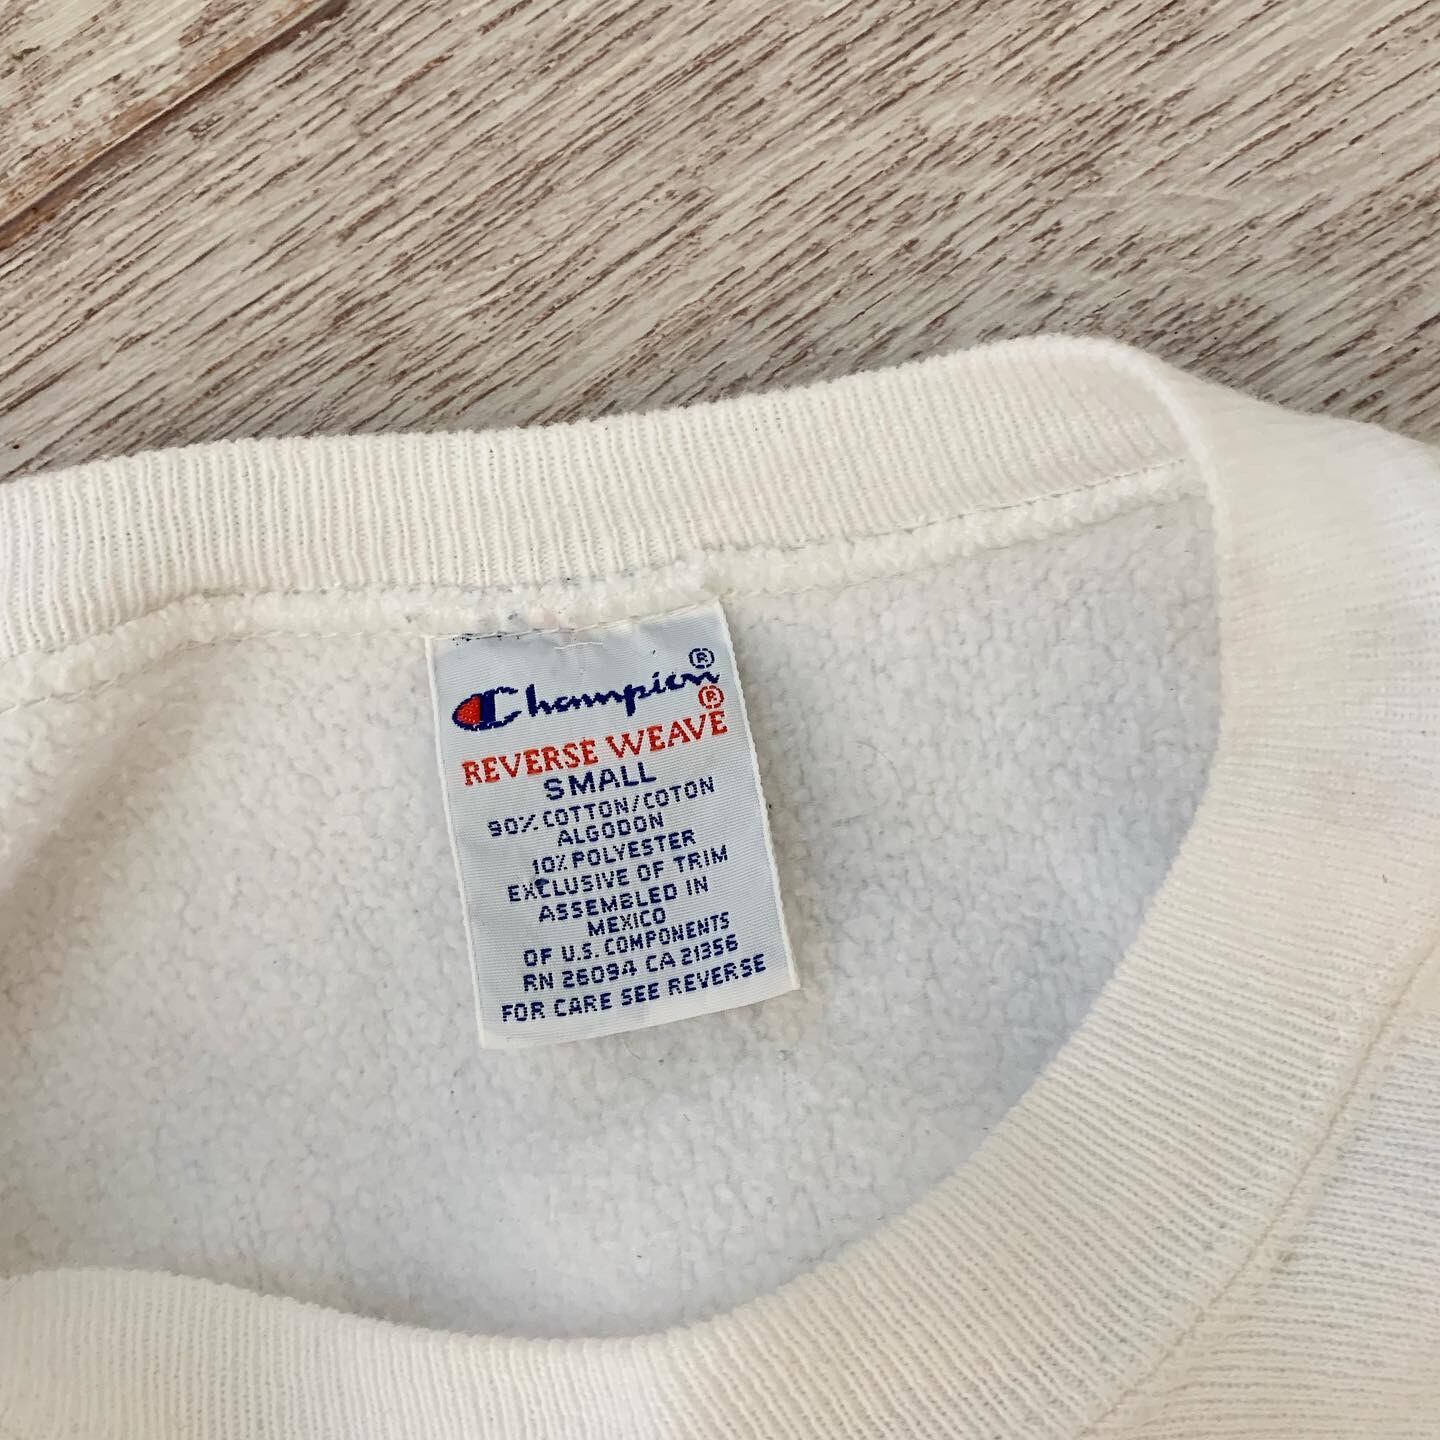 Champion®
REVERSE WEAVE®
SMALL
90% COTTON/COTON
ALGODON
10% POLYESTER
EXCLUSIVE OF TRIM
ASSEMBLED IN
MEXICO
OF U.S. COMPONENTS
RN 26094 CA 21356
FOR CARE SEE REVERSE